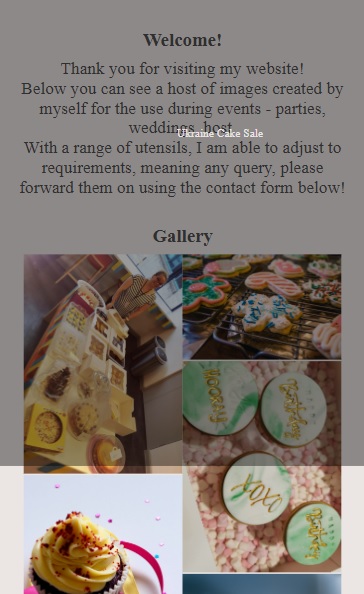 Welcome!
Thank you for visiting my website!
Below you can see a host of images created by
myself for the use during events - parties,
weddings, host
Ukraine Cake Sale
With a range of utensils, I am able to adjust to
requirements, meaning any query, please
forward them on using the contact form below!
Gallery
XOXO